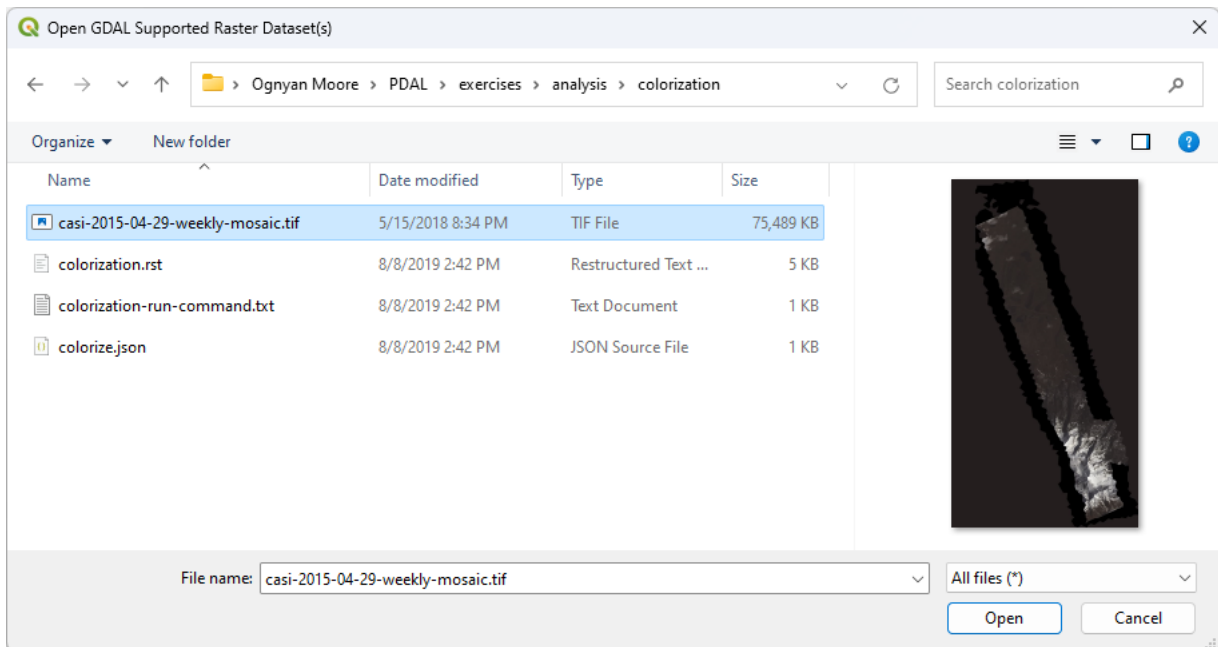 Open GDAL Supported Raster Dataset(s)
Ognyan Moore > PDAL > exercises > analysis > colorization
Search colorization
Organize New folder
?
Name Date modified Type Size
casi-2015-04-29-weekly-mosaic.tif 5/15/2018 8:34 PM TIF File 75,489 KB
colorization.rst 8/8/2019 2:42 PM Restructured Text ... 5 KB
colorization-run-command.txt 8/8/2019 2:42 PM Text Document 1 KB
colorize.json 8/8/2019 2:42 PM JSON Source File 1 KB
File name: casi-2015-04-29-weekly-mosaic.tif All files (*)
Open Cancel